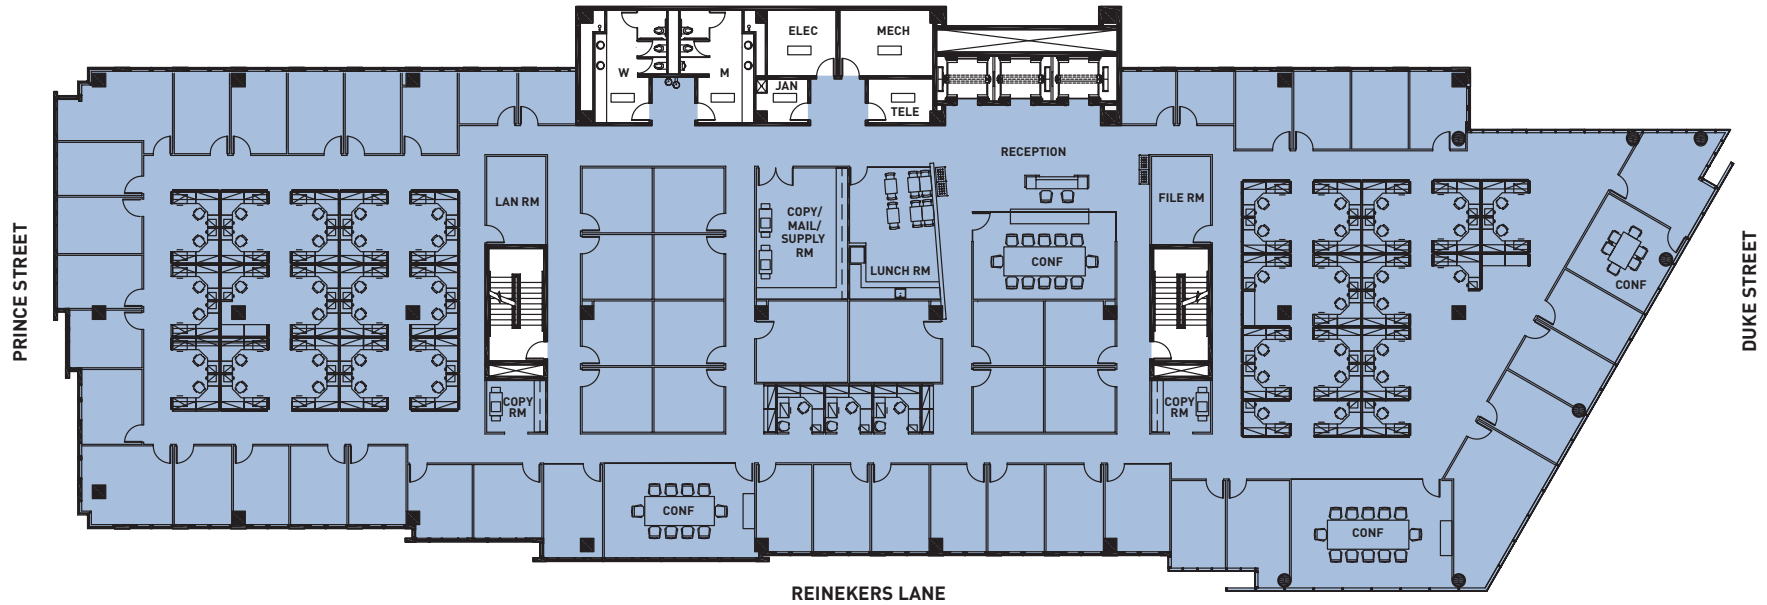 ELEC
MECH
W
M
JAN
TELE
RECEPTION
LAN RM
COPY/
MAIL/
SUPPLY
RM
LUNCH RM
CONF
FILE RM
CONF
PRINCE STREET
DUKE STREET
COPY
RM
COPY
RM
CONF
CONF
REINEKERS LANE